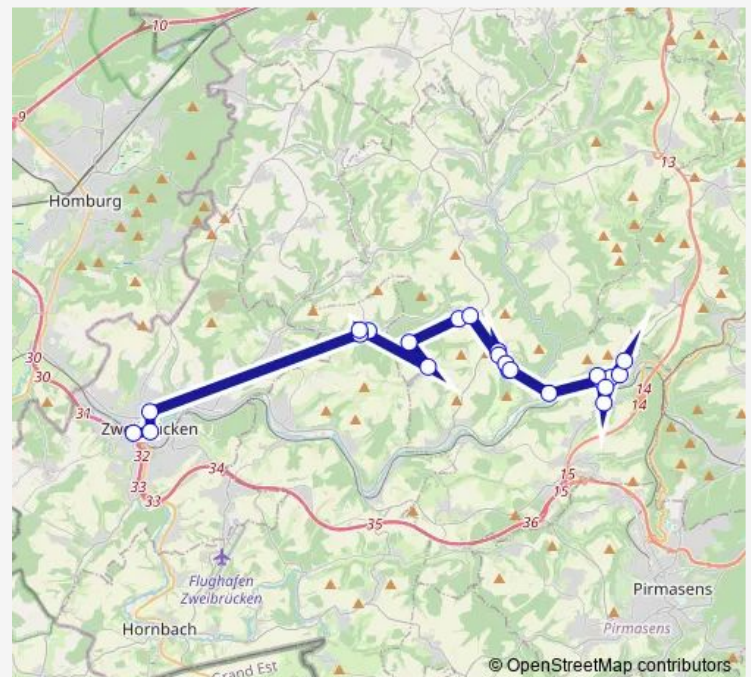 10
9
Homburg
13
30
30
31
Zweibrücken
32
33
33
34
14
14
15
15
35
36
Flughafen
Zweibrücken
Pirmasens
Hornbach
Pirmasens
Grand Est
© OpenStreetMap contributors